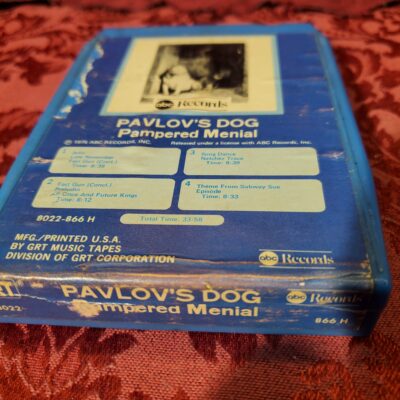 abc Records
PAVLOV'S DOG
Pampered Menial
Ⓟ 1975 ABC RECORDS, INC.
Released under a license with ABC Records, Inc.
1 Julia
Late November
Fast Gun (Cont.)
Time: 8:39
3 Song Dance
Natchez Trace
Time: 8:39
2 Fast Gun (Concl.)
Preludin
Of Once And Future Kings
Time: 8:12
4 Theme From Subway Sue
Episode
Time: 8:33
8022-866 H
Total Time: 33:58
MFG./PRINTED U.S.A.
BY GRT MUSIC TAPES
DIVISION OF GRT CORPORATION
abc Records
PAVLOV'S DOG
Pampered Menial
abc Records
8022-
866 H